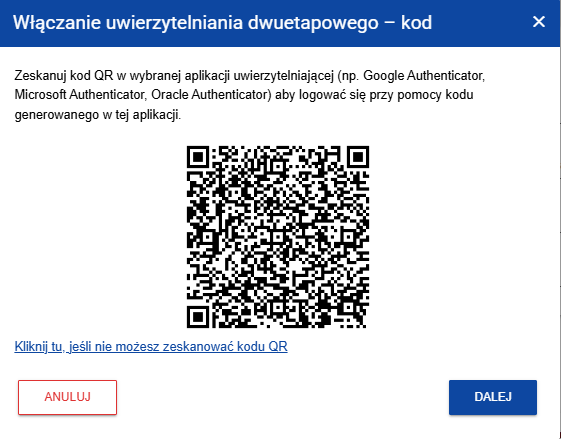 Włączanie uwierzytelniania dwuetapowego – kod ×
Zeskanuj kod QR w wybranej aplikacji uwierzytelniającej (np. Google Authenticator,
Microsoft Authenticator, Oracle Authenticator) aby logować się przy pomocy kodu
generowanego w tej aplikacji.
Kliknij tu, jeśli nie możesz zeskanować kodu QR
ANULUJ
DALEJ